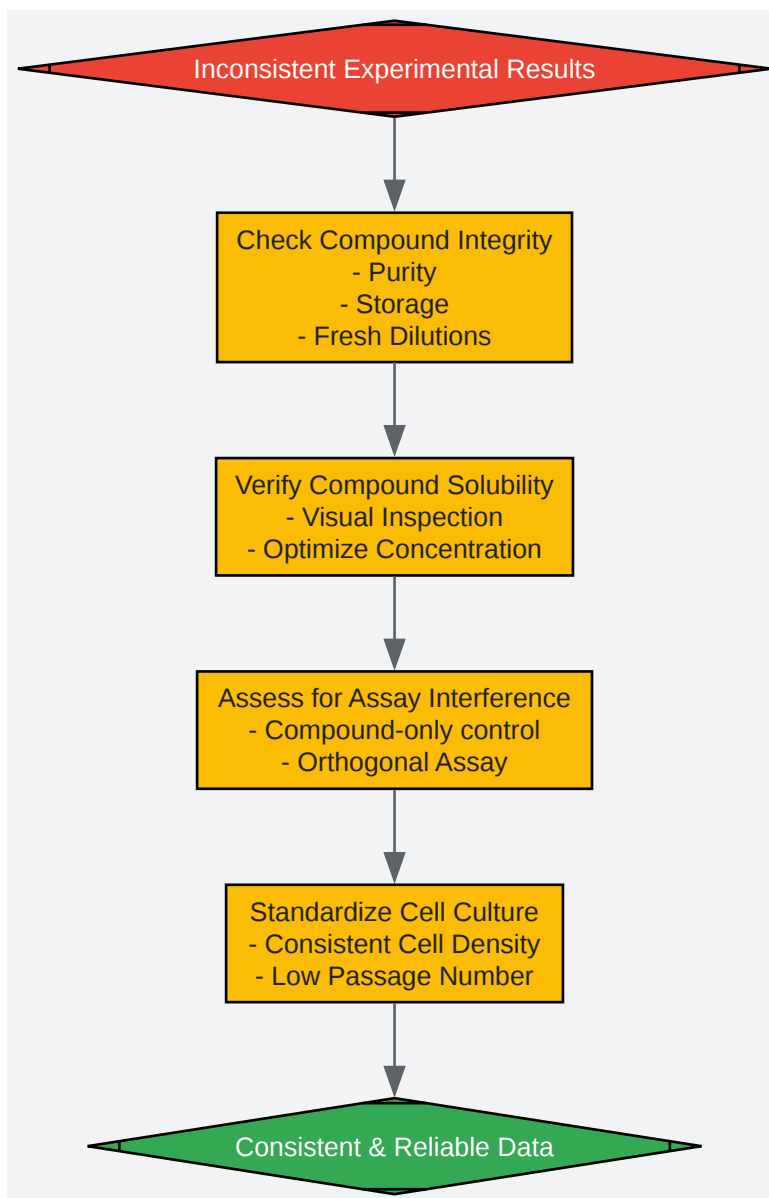 Inconsistent Experimental Results
Check Compound Integrity
- Purity
- Storage
- Fresh Dilutions
Verify Compound Solubility
- Visual Inspection
- Optimize Concentration
Assess for Assay Interference
- Compound-only control
- Orthogonal Assay
Standardize Cell Culture
- Consistent Cell Density
- Low Passage Number
Consistent & Reliable Data